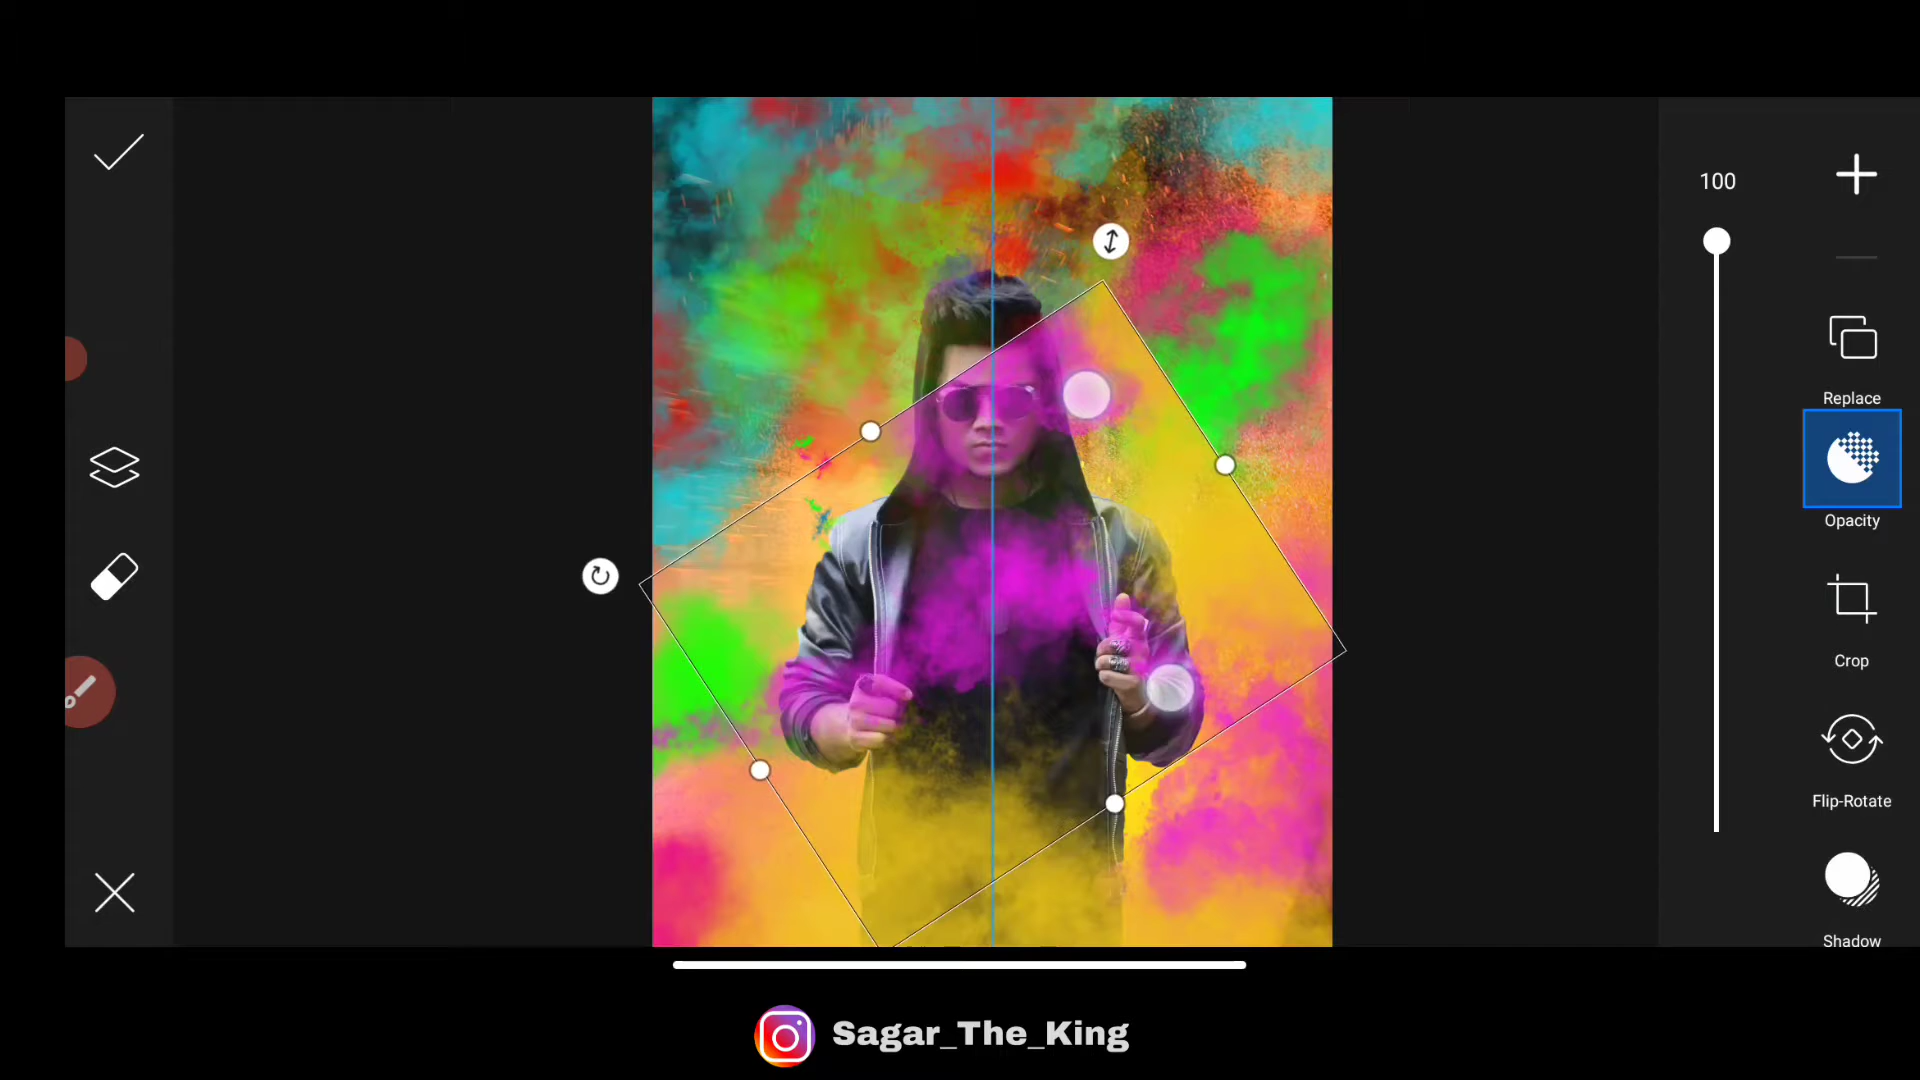 100
Replace
Opacity
Crop
Flip-Rotate
Shadow
Sagar_The_King